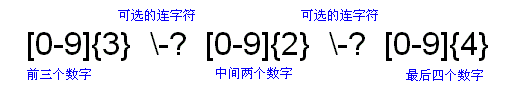 可选的连字符 可选的连字符
[0-9]{3} \-? [0-9]{2} \-? [0-9]{4}
前三个数字 中间两个数字 最后四个数字